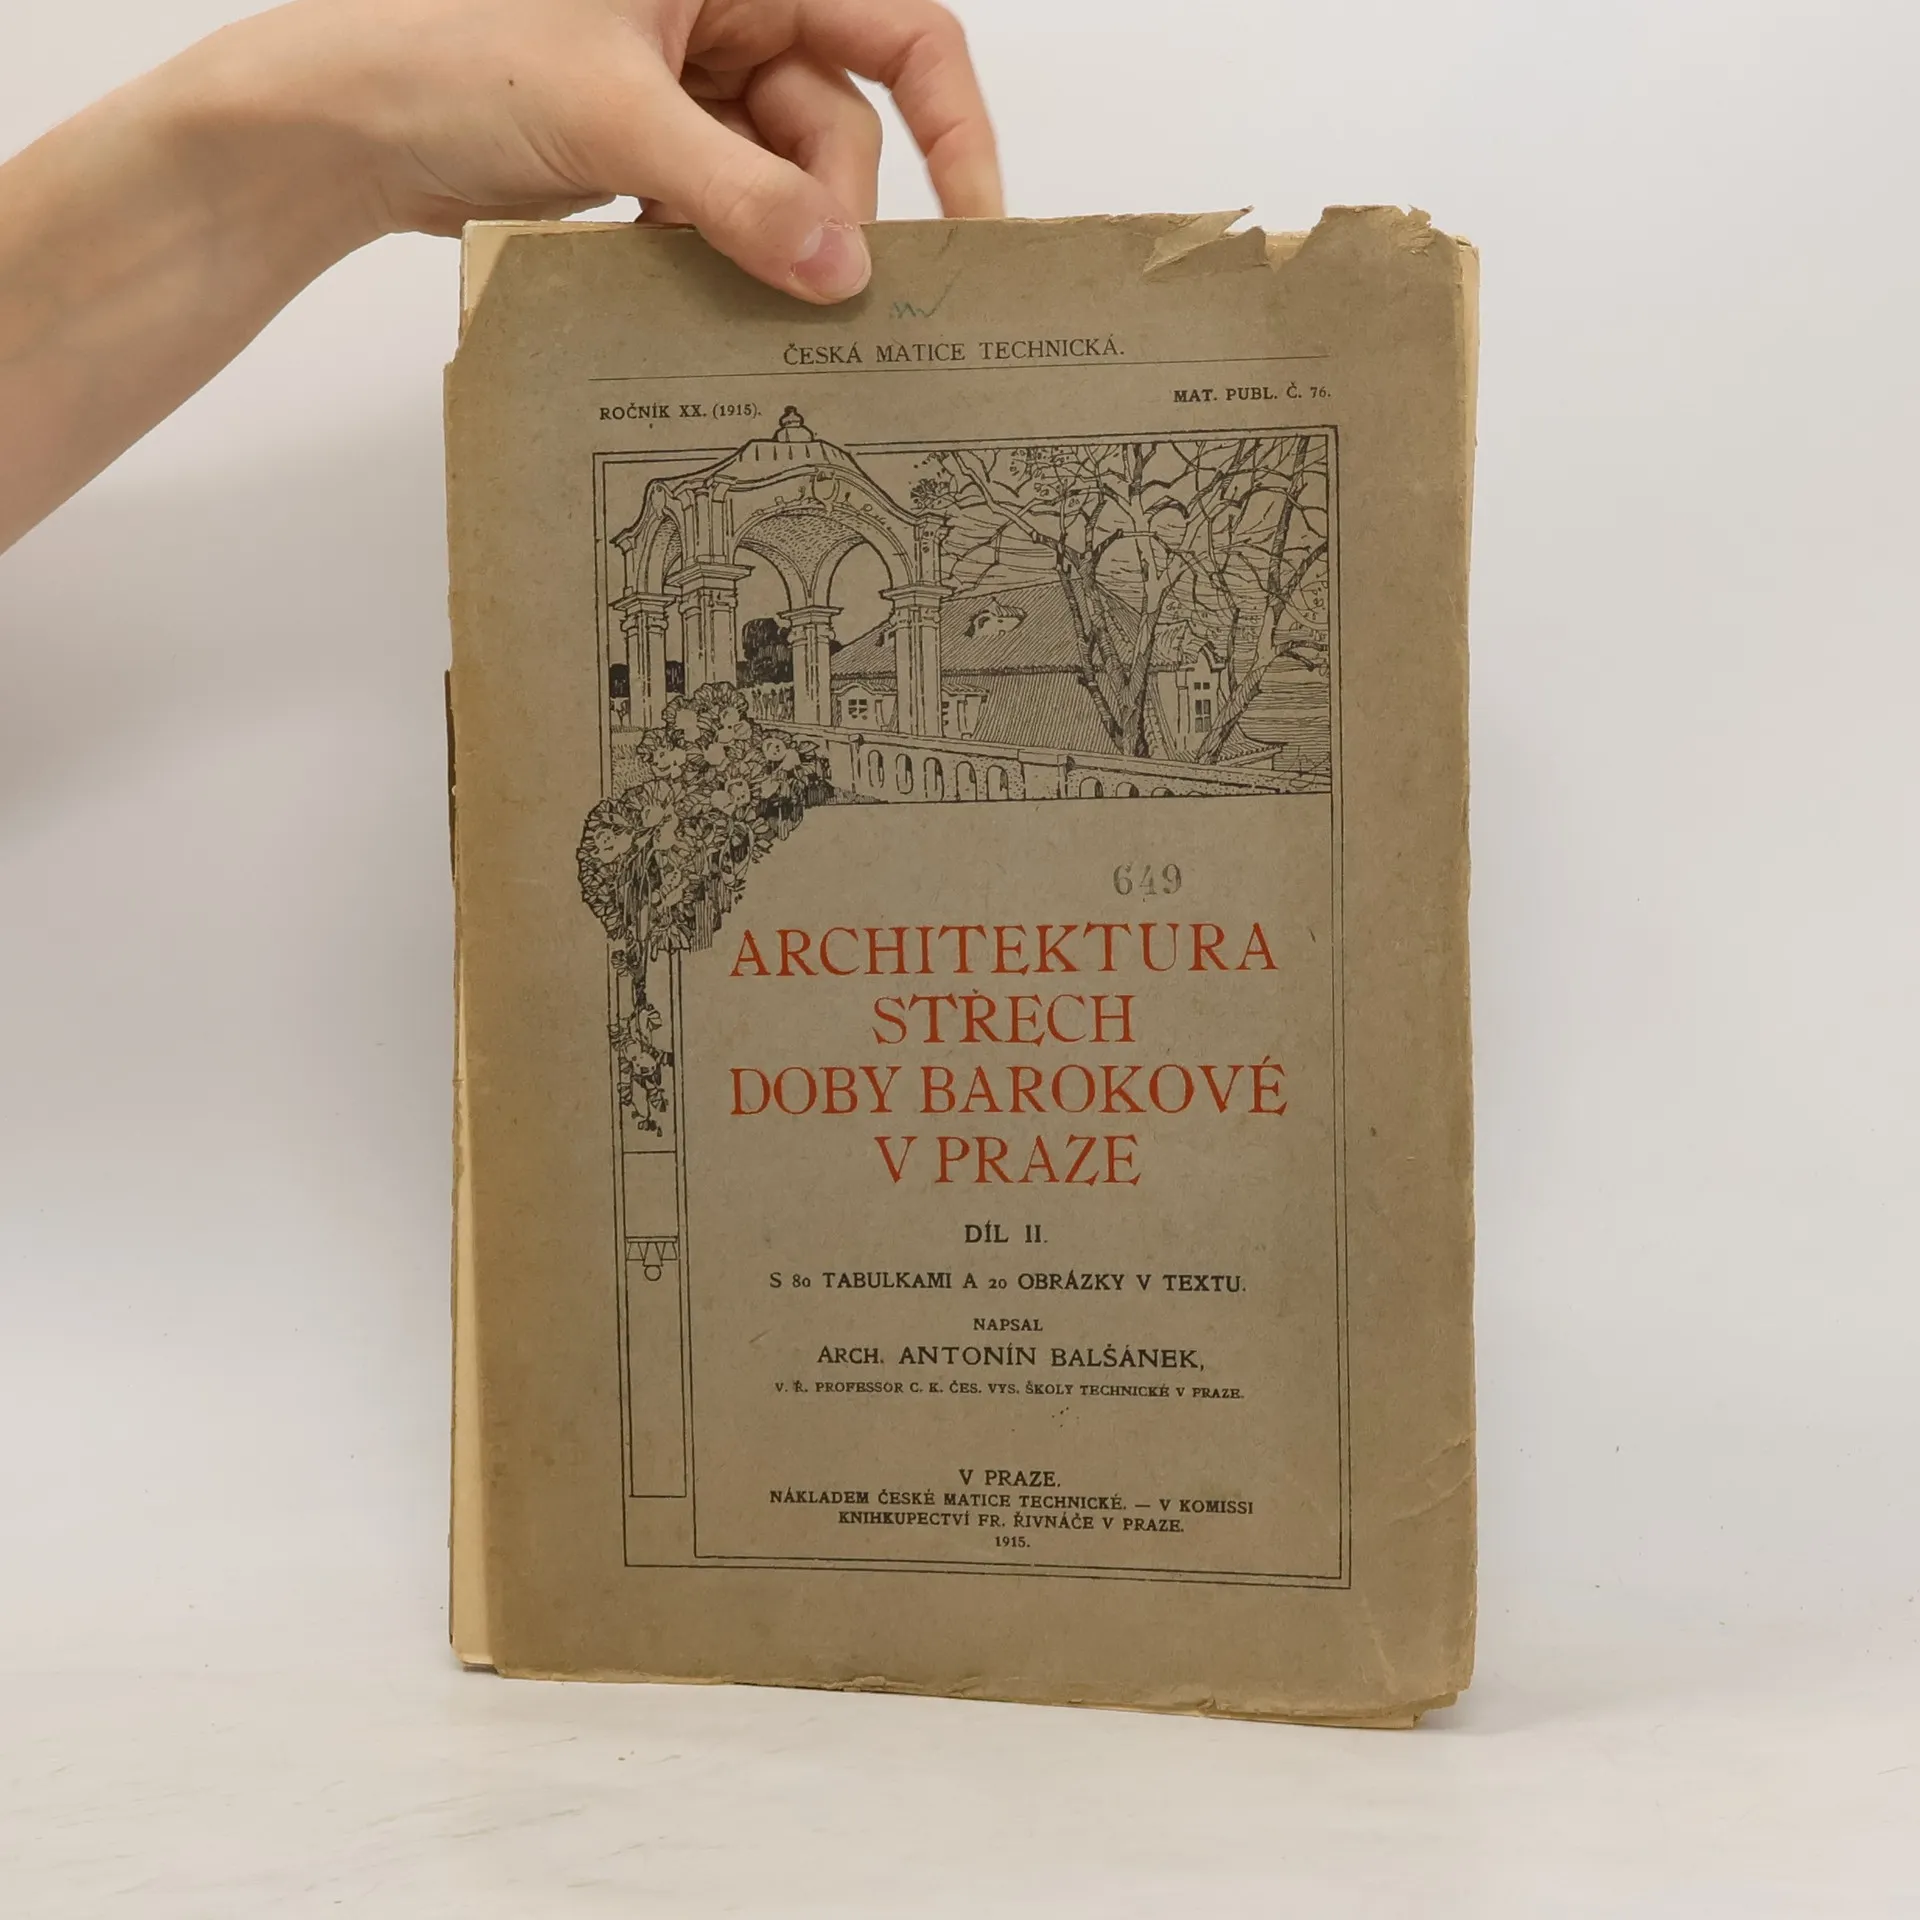 ČESKÁ MATICE TECHNICKÁ.
ROČNÍK XX. (1915).
MAT. PUBL. Č. 76.
649
ARCHITEKTURA
STŘECH
DOBY BAROKOVÉ
V PRAZE
DÍL II.
S 80 TABULKAMI A 20 OBRÁZKY V TEXTU.
NAPSAL
ARCH. ANTONÍN BALŠÁNEK,
V. Ř. PROFESSOR C. K. ČES. VYS. ŠKOLY TECHNICKÉ V PRAZE.
V PRAZE.
NÁKLADEM ČESKÉ MATICE TECHNICKÉ. — V KOMISSI
KNIHKUPECTVÍ FR. ŘIVNÁČE V PRAZE.
1915.